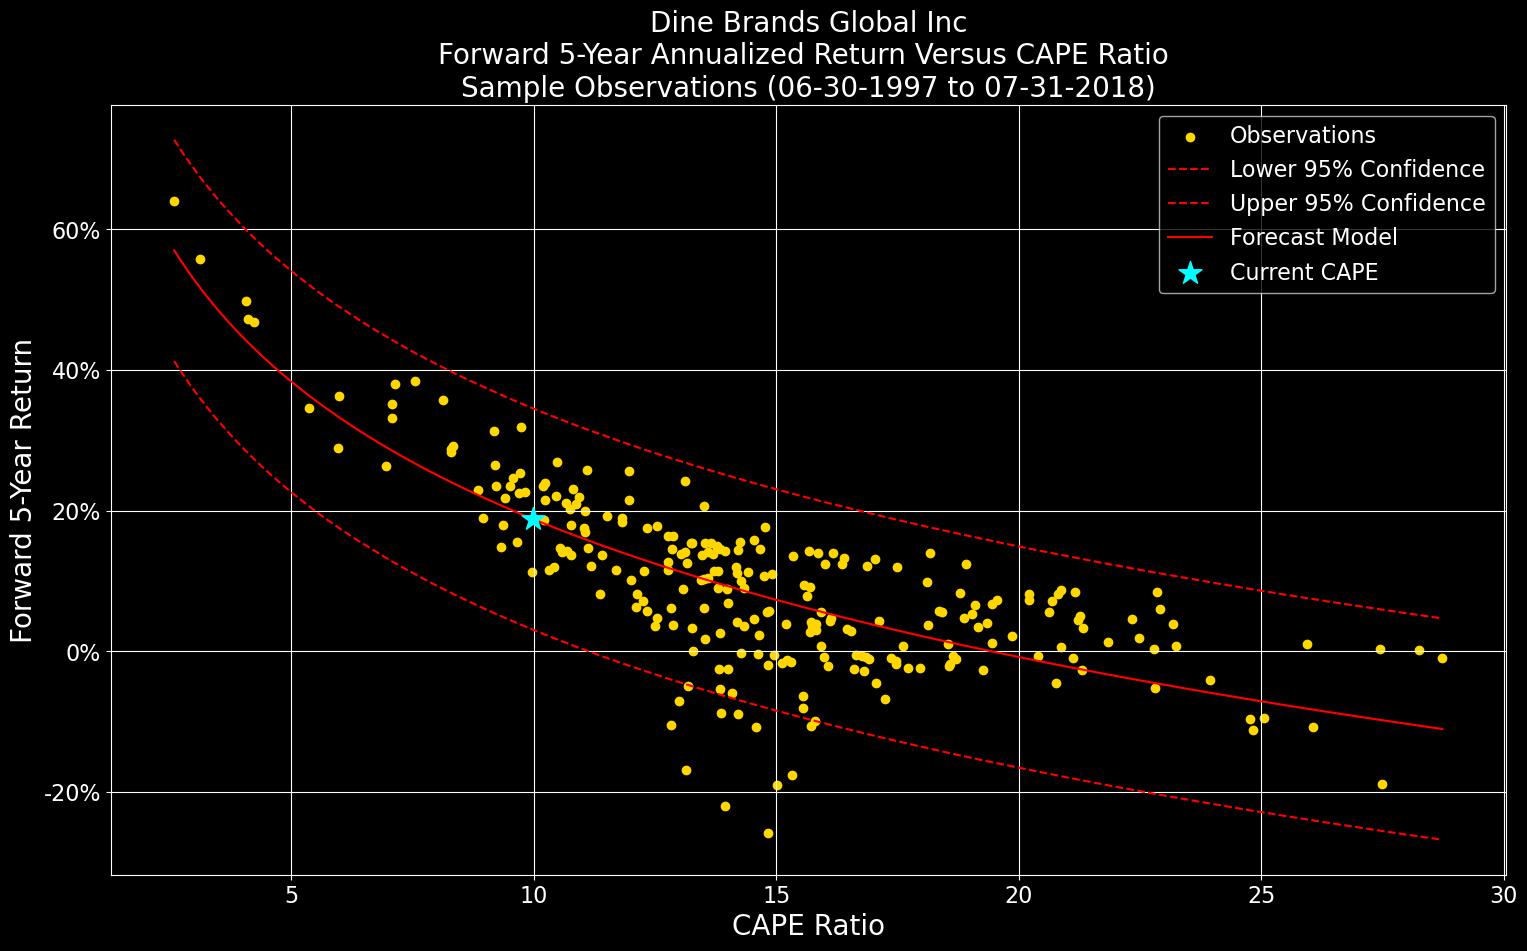 Dine Brands Global Inc
Forward 5-Year Annualized Return Versus CAPE Ratio
Sample Observations (06-30-1997 to 07-31-2018)
Observations
Lower 95% Confidence
Upper 95% Confidence
Forecast Model
Current CAPE
Forward 5-Year Return
60%
40%
20%
0%
-20%
5
10
15
20
25
30
CAPE Ratio